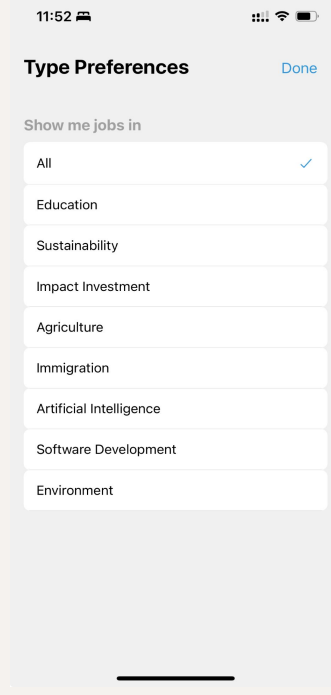 11:52
Type Preferences
Done
Show me jobs in
All
Education
Sustainability
Impact Investment
Agriculture
Immigration
Artificial Intelligence
Software Development
Environment